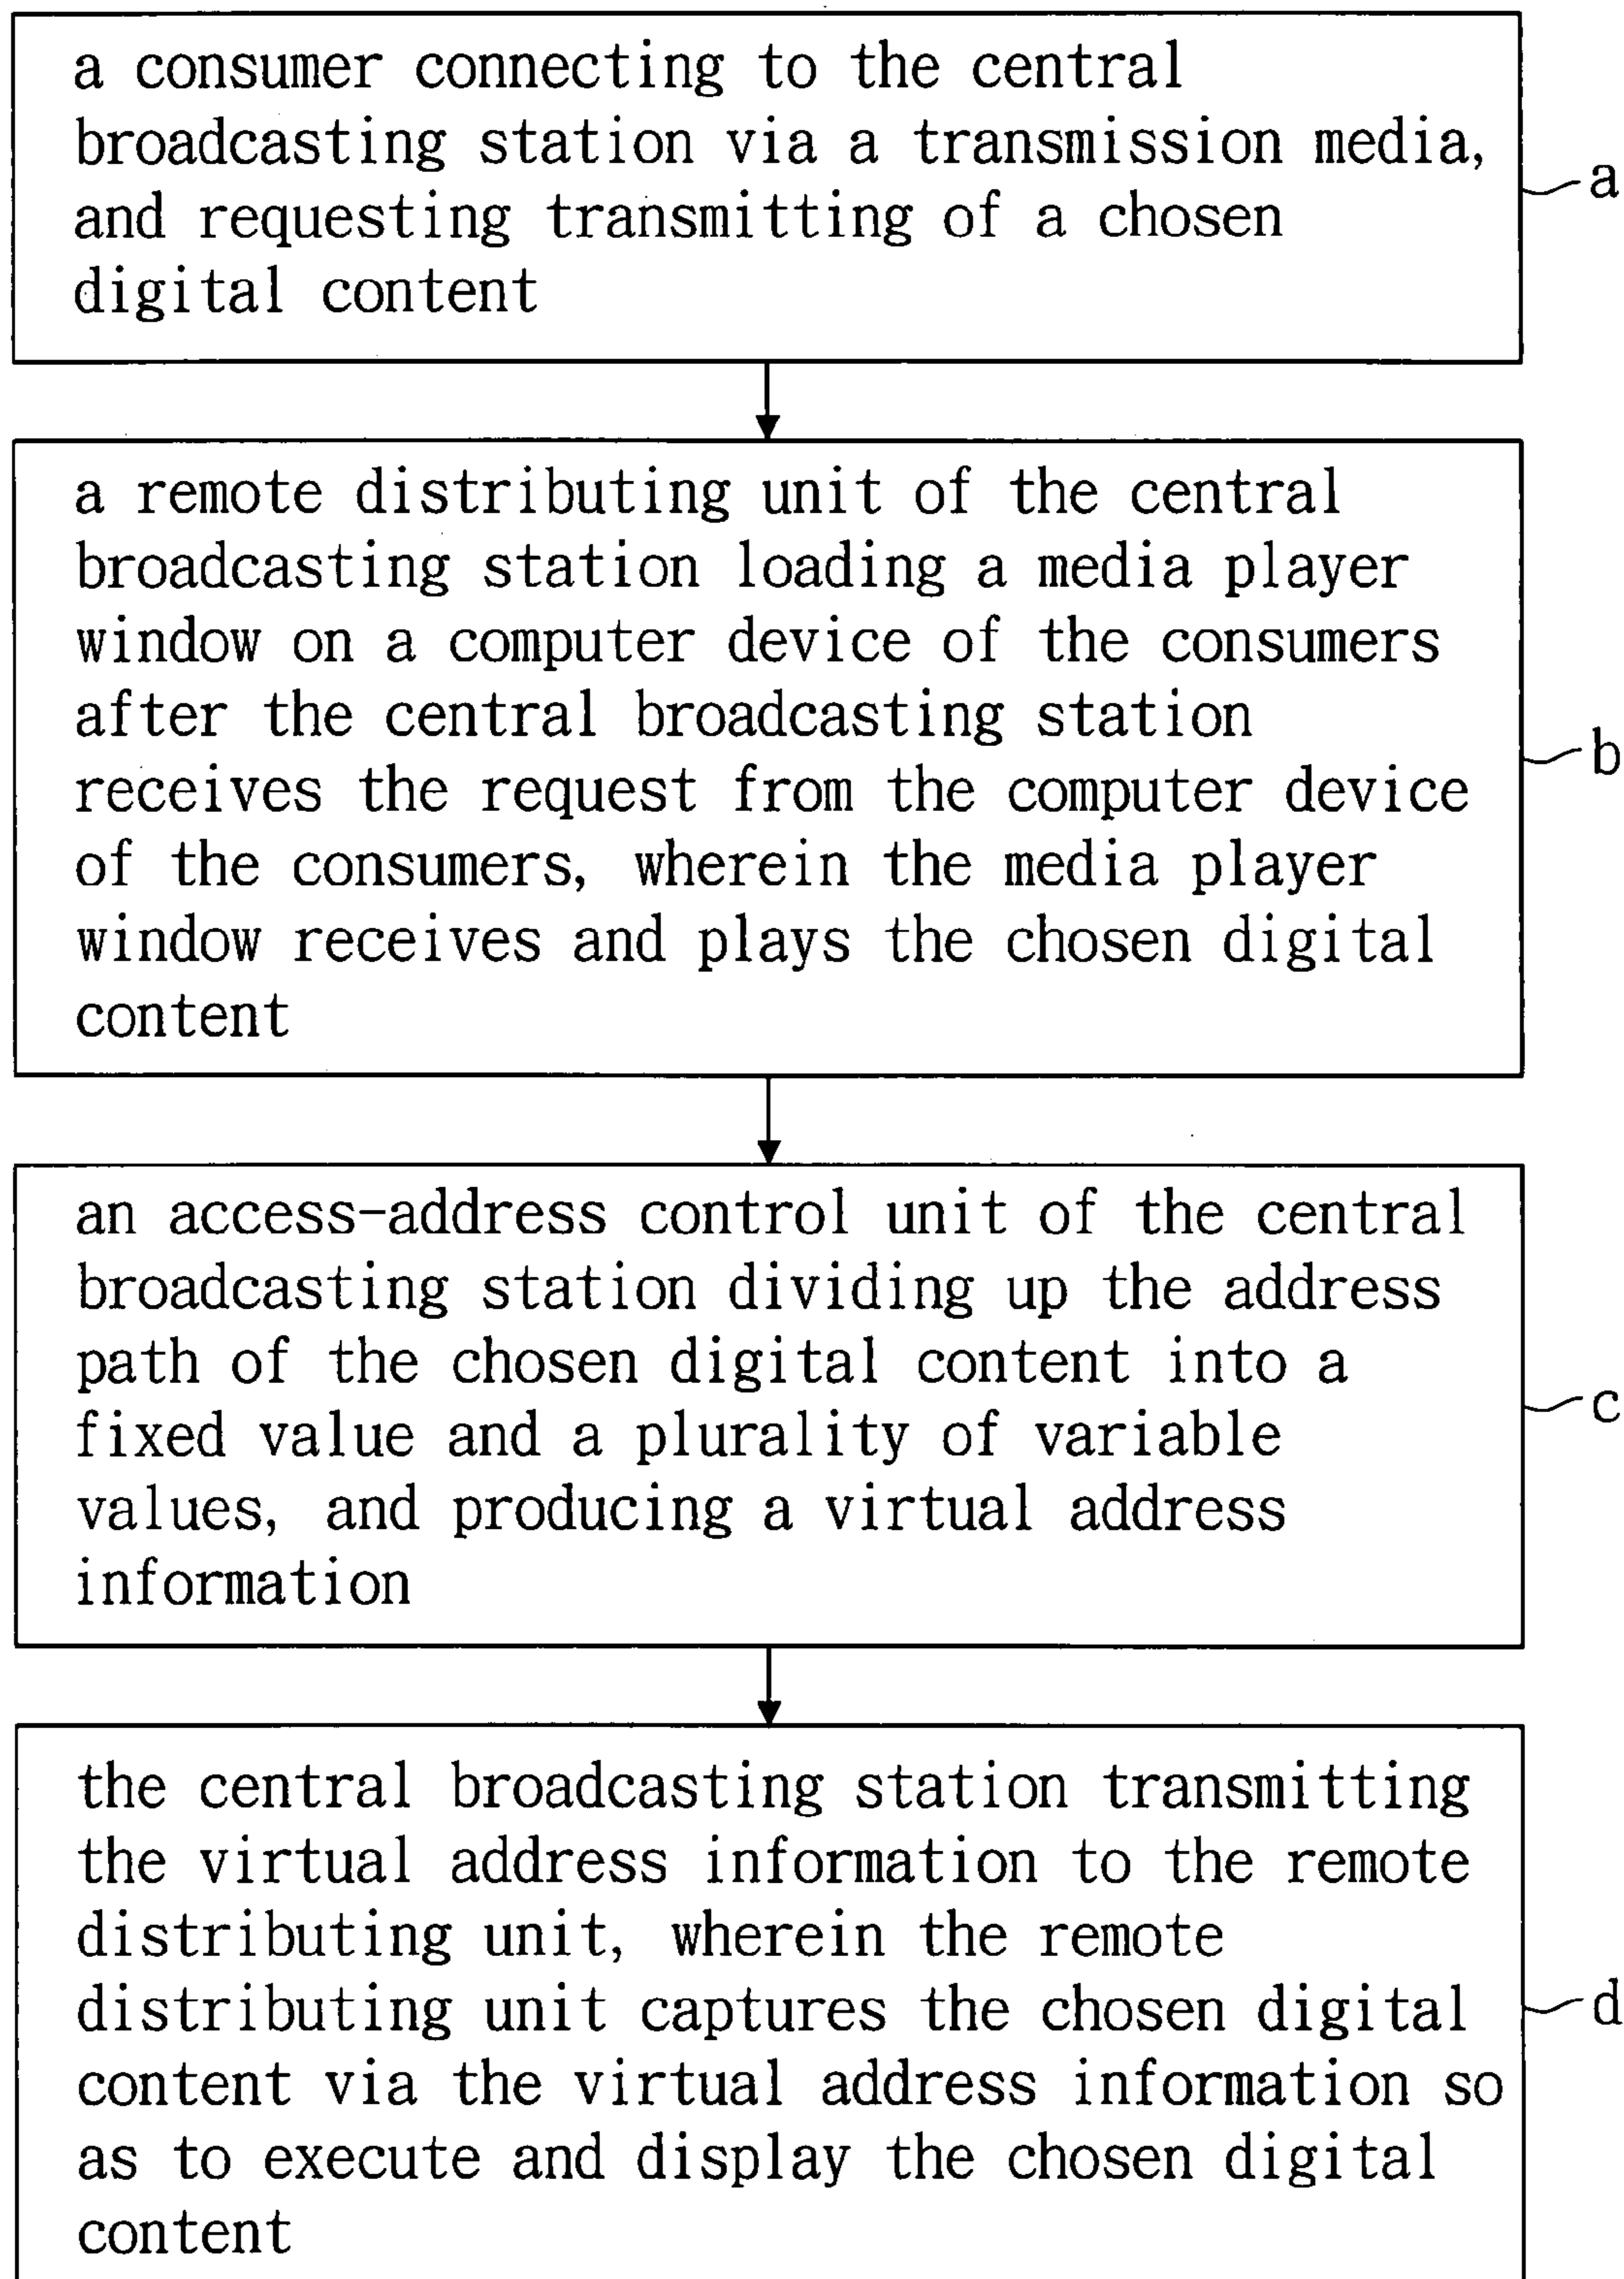 a consumer connecting to the central
broadcasting station via a transmission media,
and requesting transmitting of a chosen
digital content
a
a remote distributing unit of the central
broadcasting station loading a media player
window on a computer device of the consumers
after the central broadcasting station
receives the request from the computer device
of the consumers, wherein the media player
window receives and plays the chosen digital
content
b
an access-address control unit of the central
broadcasting station dividing up the address
path of the chosen digital content into a
fixed value and a plurality of variable
values, and producing a virtual address
information
c
the central broadcasting station transmitting
the virtual address information to the remote
distributing unit, wherein the remote
distributing unit captures the chosen digital
content via the virtual address information so
as to execute and display the chosen digital
content
d